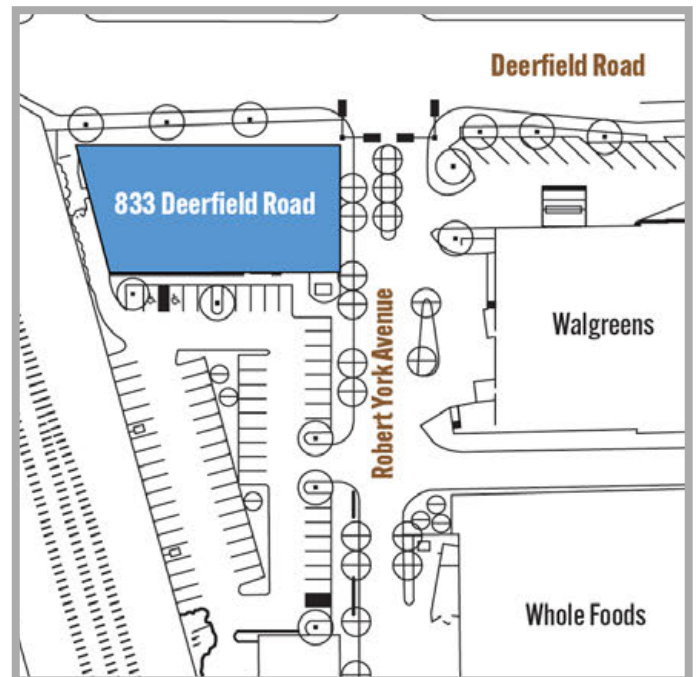 Deerfield Road
833 Deerfield Road
Walgreens
Robert York Avenue
Whole Foods